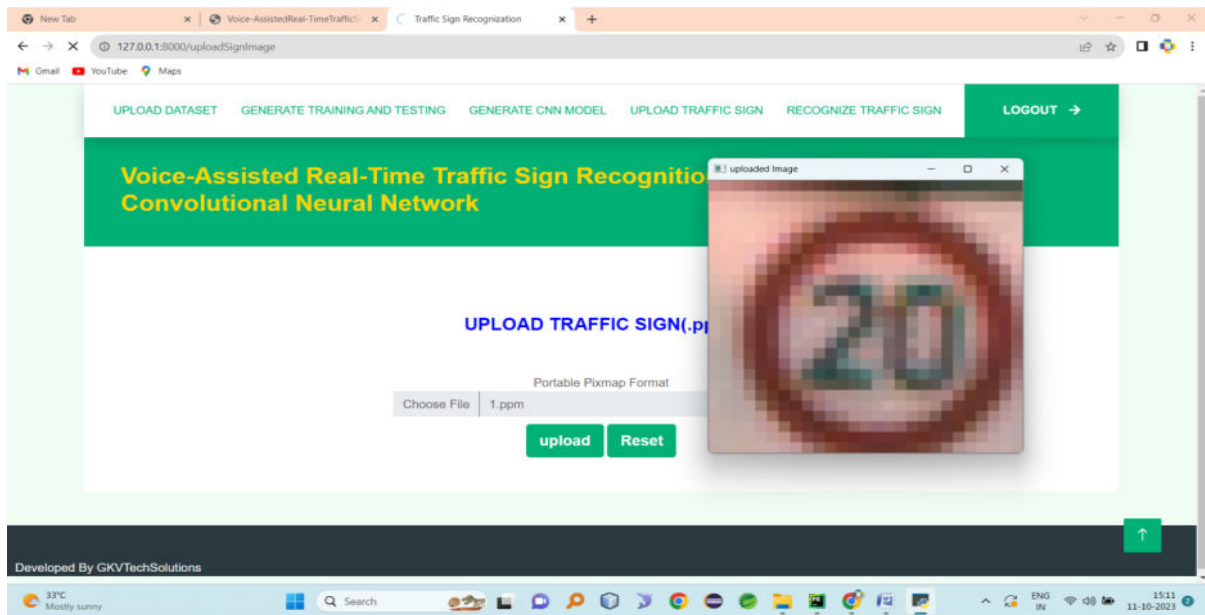 New Tab
Voice-AssistedReal-TimeTrafficS
Traffic Sign Recognization
127.0.0.1:8000/uploadSignImage
Gmail
YouTube
Maps
UPLOAD DATASET
GENERATE TRAINING AND TESTING
GENERATE CNN MODEL
UPLOAD TRAFFIC SIGN
RECOGNIZE TRAFFIC SIGN
LOGOUT →
Voice-Assisted Real-Time Traffic Sign Recognitio
Convolutional Neural Network
uploaded Image
20
UPLOAD TRAFFIC SIGN(.pp
Portable Pixmap Format
Choose File 1.ppm
upload
Reset
Developed By GKVTechSolutions
33°C
Mostly sunny
Search
ENG
IN
15:11
11-10-2023
2